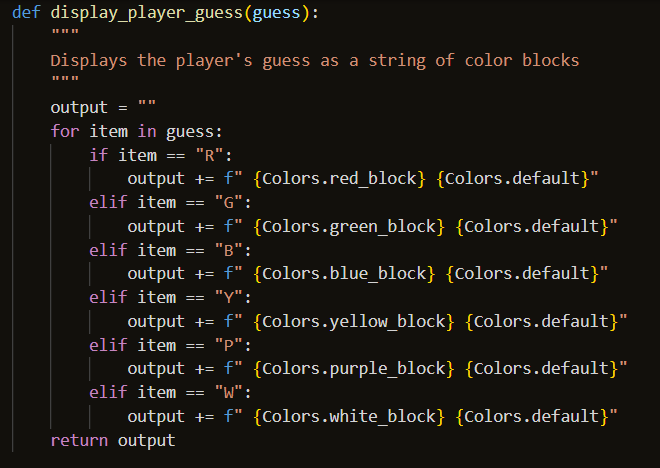 def display_player_guess(guess):
    """
    Displays the player's guess as a string of color blocks
    """
    output = ""
    for item in guess:
        if item == "R":
            output += f" {Colors.red_block} {Colors.default}"
        elif item == "G":
            output += f" {Colors.green_block} {Colors.default}"
        elif item == "B":
            output += f" {Colors.blue_block} {Colors.default}"
        elif item == "Y":
            output += f" {Colors.yellow_block} {Colors.default}"
        elif item == "P":
            output += f" {Colors.purple_block} {Colors.default}"
        elif item == "W":
            output += f" {Colors.white_block} {Colors.default}"
    return output